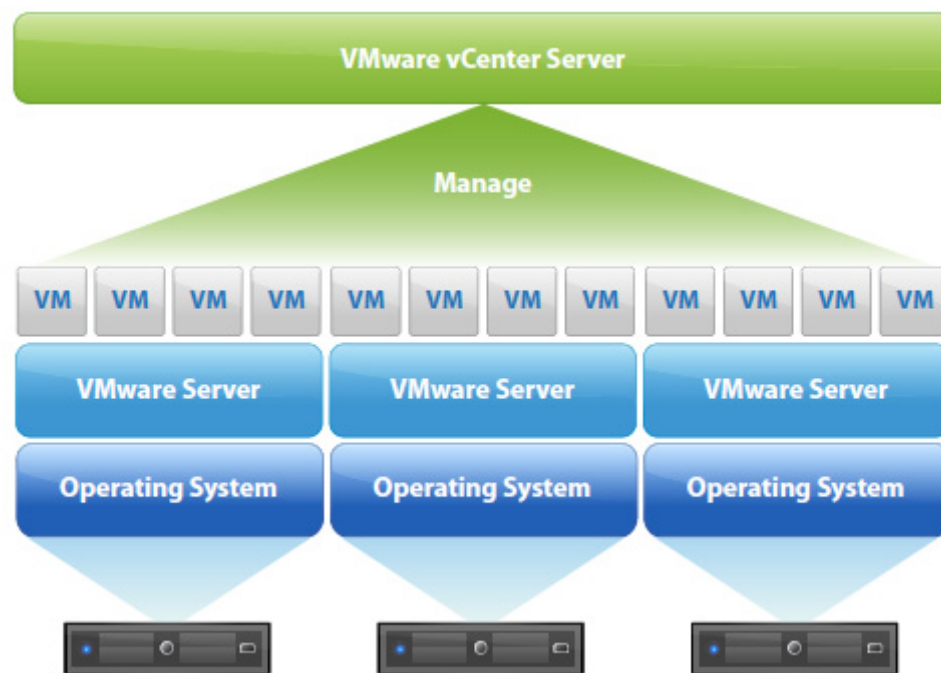 VMware vCenter Server
Manage
VM VM VM VM VM VM VM VM VM VM VM VM
VMware Server VMware Server VMware Server
Operating System Operating System Operating System